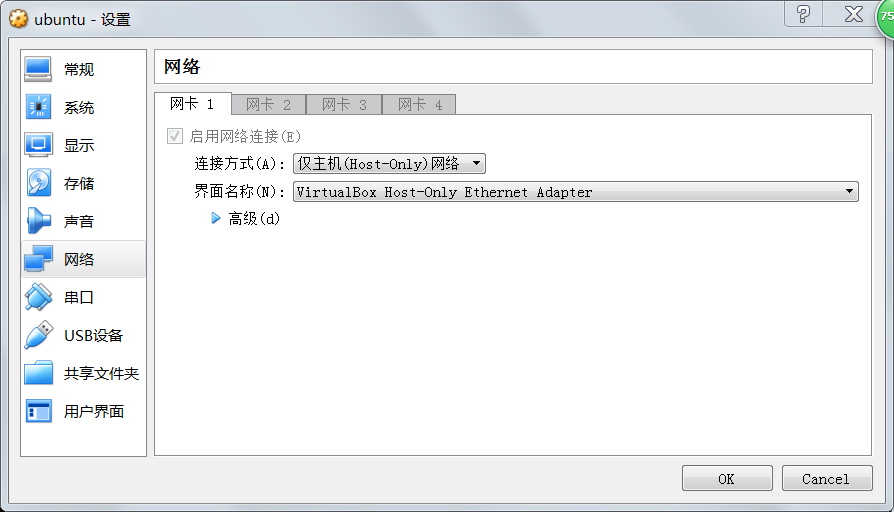 ubuntu - 设置
75
常规
系统
显示
存储
声音
网络
串口
USB设备
共享文件夹
用户界面
网络
网卡 1 网卡 2 网卡 3 网卡 4
启用网络连接(E)
连接方式(A): 仅主机(Host-Only)网络
界面名称(N): VirtualBox Host-Only Ethernet Adapter
高级(d)
OK Cancel